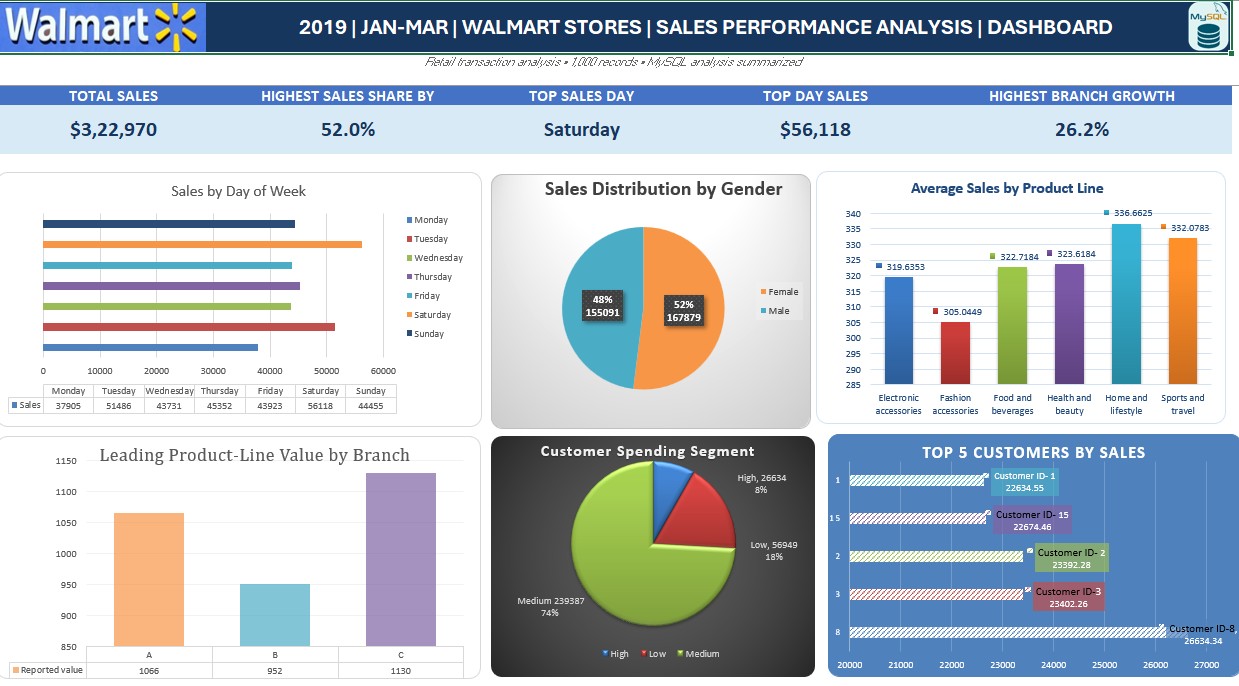 Walmart
2019 | JAN-MAR | WALMART STORES | SALES PERFORMANCE ANALYSIS | DASHBOARD
MySQL
Retail transaction analysis • 1,000 records • MySQL analysis summarized
TOTAL SALES
HIGHEST SALES SHARE BY
TOP SALES DAY
TOP DAY SALES
HIGHEST BRANCH GROWTH
$3,22,970
52.0%
Saturday
$56,118
26.2%
Sales by Day of Week
Monday
Tuesday
Wednesday
Thursday
Friday
Saturday
Sunday
0 10000 20000 30000 40000 50000 60000
Monday Tuesday Wednesday Thursday Friday Saturday Sunday
Sales 37905 51486 43731 45352 43923 56118 44455
Sales Distribution by Gender
48%
155091
52%
167879
Female
Male
Average Sales by Product Line
340
335
330
325
320
315
310
305
300
295
290
285
319.6353
305.0449
322.7184
323.6184
336.6625
332.0783
Electronic accessories
Fashion accessories
Food and beverages
Health and beauty
Home and lifestyle
Sports and travel
Leading Product-Line Value by Branch
1150
1100
1050
1000
950
900
850
A B C
Reported value 1066 952 1130
Customer Spending Segment
High, 26634
8%
Low, 56949
18%
Medium 239387
74%
High Low Medium
TOP 5 CUSTOMERS BY SALES
1
Customer ID- 1
22634.55
15
Customer ID- 15
22674.46
2
Customer ID- 2
23392.28
3
Customer ID-3
23402.26
8
Customer ID-8,
26634.34
20000 21000 22000 23000 24000 25000 26000 27000